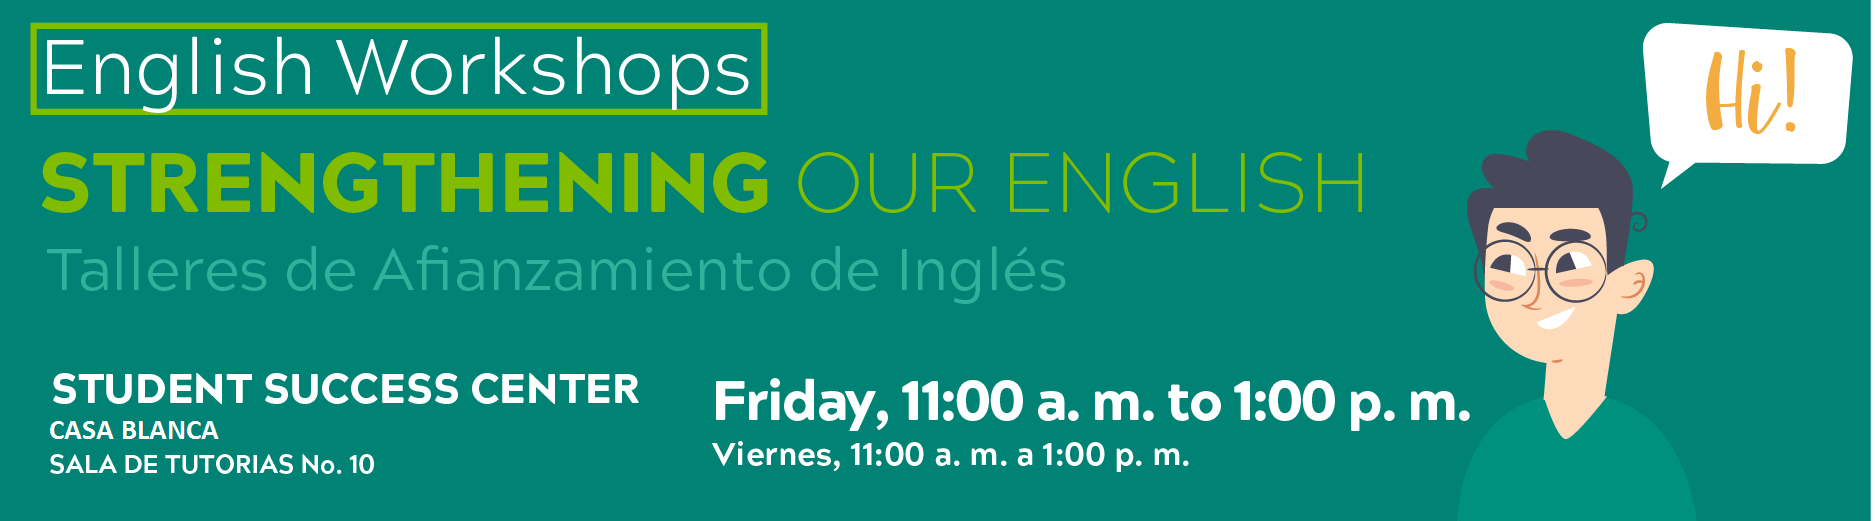 English Workshops
Hi!
STRENGTHENING OUR ENGLISH
Talleres de Afianzamiento de Inglés
STUDENT SUCCESS CENTER
CASA BLANCA
SALA DE TUTORIAS No. 10
Friday, 11:00 a. m. to 1:00 p. m.
Viernes, 11:00 a. m. a 1:00 p. m.